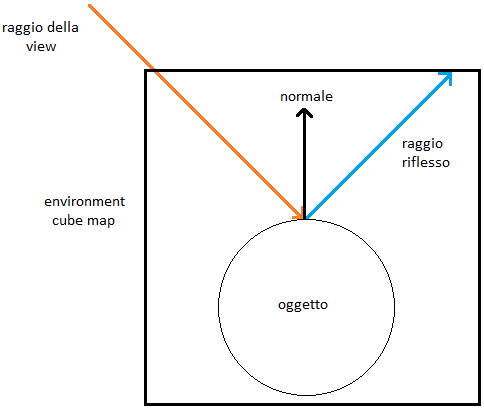 raggio della
view
normale
raggio
riflesso
environment
cube map
oggetto